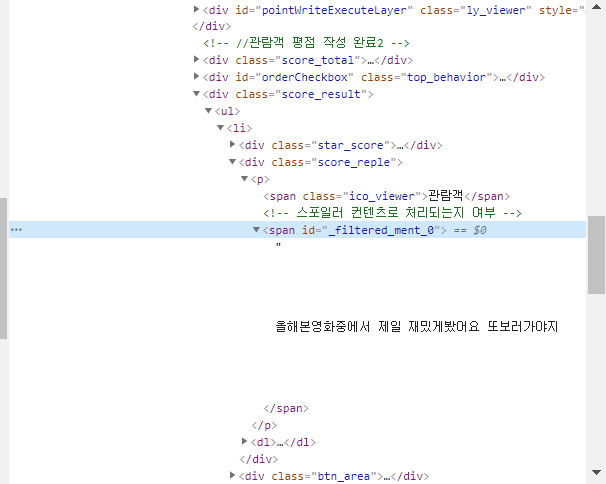 <div id="pointWriteExecuteLayer" class="ly_viewer" style=
</div>
<!-- //관람객 평점 작성 완료2 -->
<div class="score_total">…</div>
<div id="orderCheckbox" class="top_behavior">…</div>
<div class="score_result">
<ul>
<li>
<div class="star_score">…</div>
<div class="score_reple">
<p>
<span class="ico_viewer">관람객</span>
<!-- 스포일러 컨텐츠로 처리되는지 여부 -->
<span id="_filtered_ment_0"> == $0
"
올해본영화중에서 제일 재밌게봤어요 또보러가야지
</span>
</p>
<dl>…</dl>
</div>
<div class="btn_area">…</div>